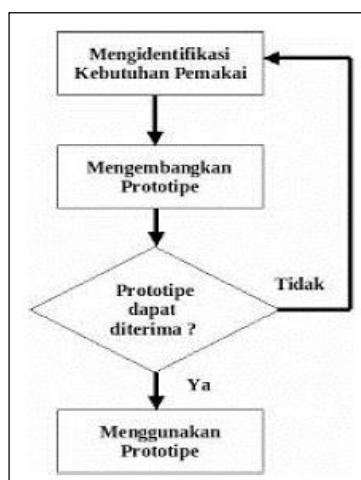 Mengidentifikasi
Kebutuhan Pemakai
Mengembangkan
Prototipe
Prototipe
dapat
diterima ?
Tidak
Ya
Menggunakan
Prototipe